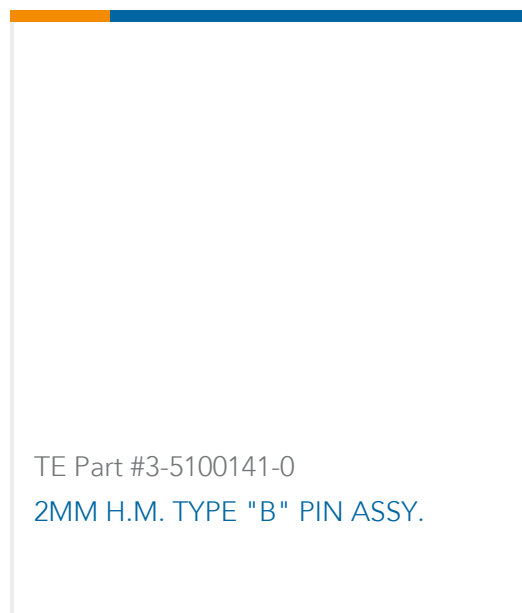 TE Part #3-5100141-0
2MM H.M. TYPE "B" PIN ASSY.